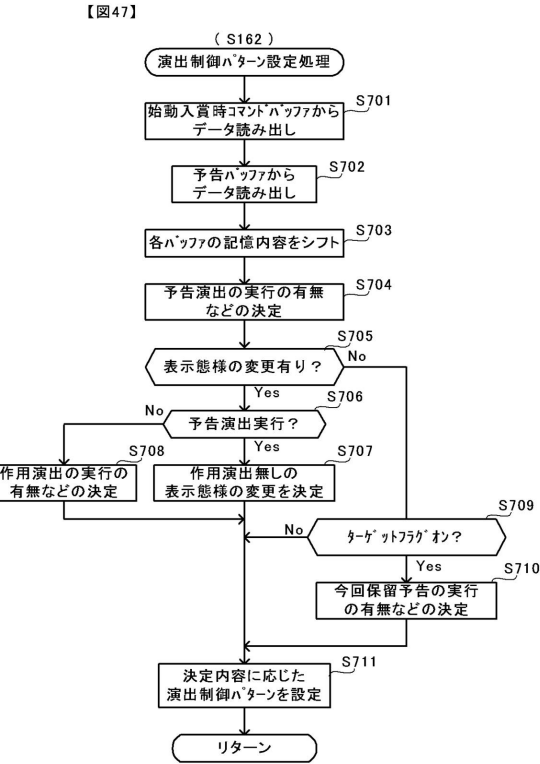 【図47】
( S162 )
演出制御ﾊﾟﾀｰﾝ設定処理
S701
始動入賞時ｺﾏﾝﾄﾞﾊﾞｯﾌｧから
データ読み出し
S702
予告ﾊﾞｯﾌｧから
データ読み出し
S703
各ﾊﾞｯﾌｧの記憶内容をシフト
S704
予告演出の実行の有無
などの決定
S705
表示態様の変更有り？
No
Yes
S706
予告演出実行？
No
Yes
S708
作用演出の実行の
有無などの決定
S707
作用演出無しの
表示態様の変更を決定
S709
ﾀｰｹﾞｯﾄﾌﾗｸﾞｵﾝ？
No
Yes
S710
今回保留予告の実行
の有無などの決定
S711
決定内容に応じた
演出制御ﾊﾟﾀｰﾝを設定
リターン